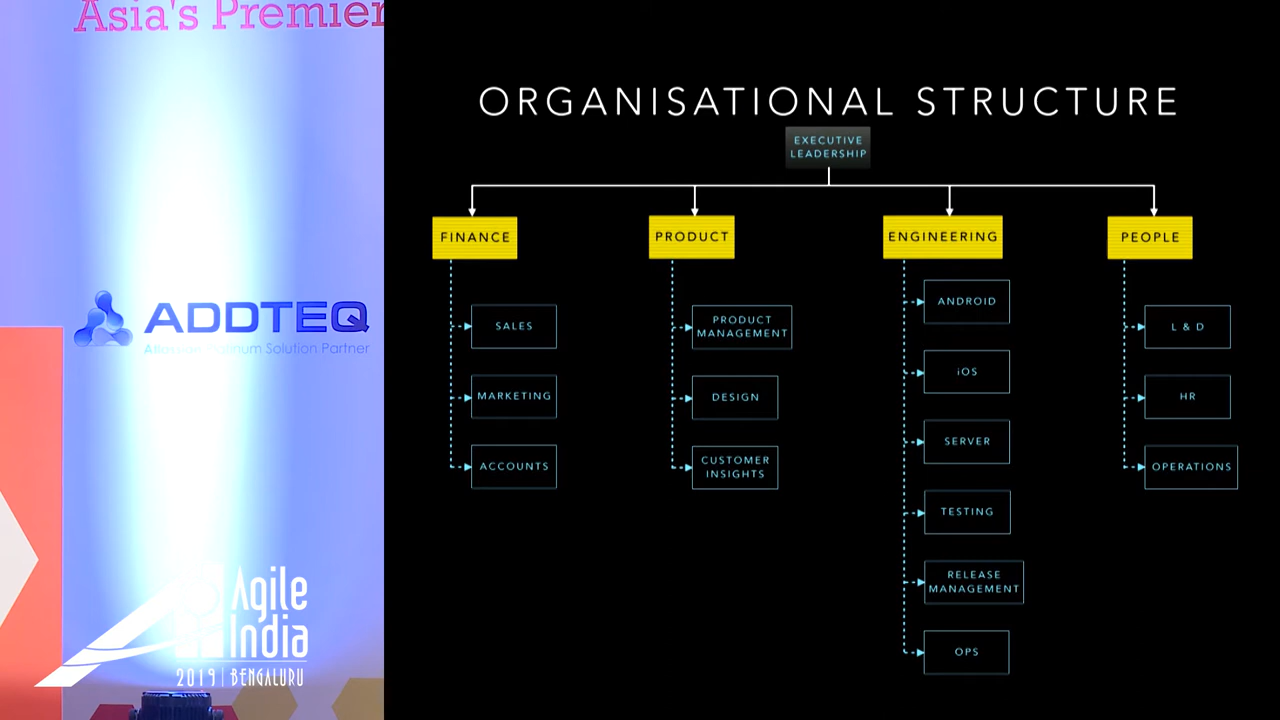 Asia's Premier
ADDTEQ
Atlassian Platinum Solution Partner
Agile
India
2019 | BENGALURU
ORGANISATIONAL STRUCTURE
EXECUTIVE
LEADERSHIP
FINANCE
SALES
MARKETING
ACCOUNTS
PRODUCT
PRODUCT
MANAGEMENT
DESIGN
CUSTOMER
INSIGHTS
ENGINEERING
ANDROID
iOS
SERVER
TESTING
RELEASE
MANAGEMENT
OPS
PEOPLE
L & D
HR
OPERATIONS